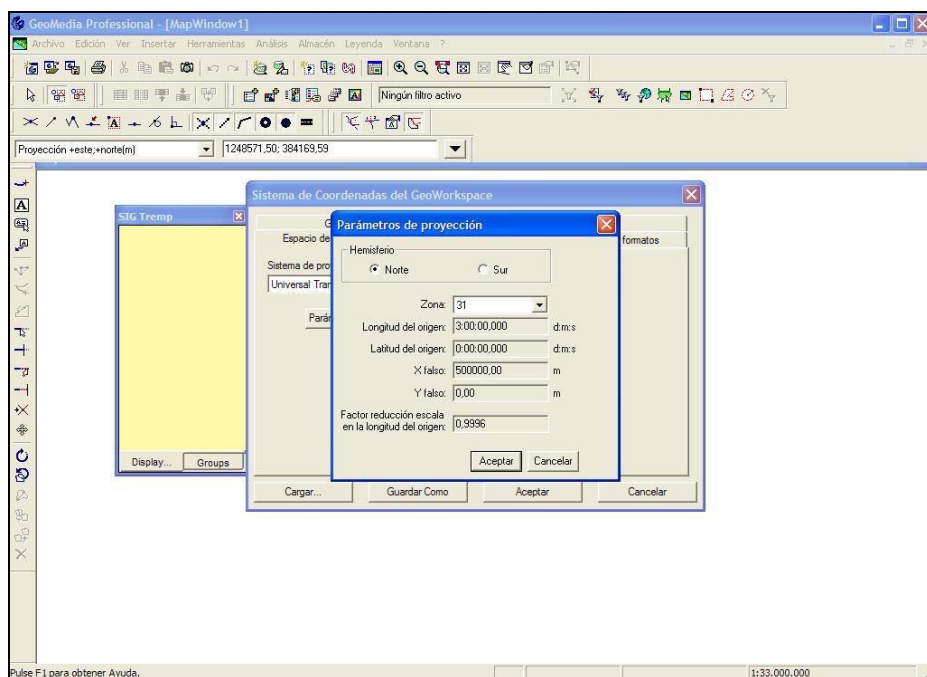 GeoMedia Professional - [MapWindow1]
Archivo Edición Ver Insertar Herramientas Análisis Almacén Leyenda Ventana ?
Ningún filtro activo
Proyección +este;+norte(m)
1248571,50; 384169,59
SIG Tremp
Display...
Groups
Sistema de Coordenadas del GeoWorkspace
G
Espacio de
formatos
Sistema de pro
Universal Tran
Pará
Parámetros de proyección
Hemisferio
Norte Sur
Zona: 31
Longitud del origen: 3:00:00,000 d:m:s
Latitud del origen: 0:00:00,000 d:m:s
X falso: 500000,00 m
Y falso: 0,00 m
Factor reducción escala
en la longitud del origen: 0,9996
Aceptar Cancelar
Cargar... Guardar Como Aceptar Cancelar
Pulse F1 para obtener Ayuda.
1:33.000.000